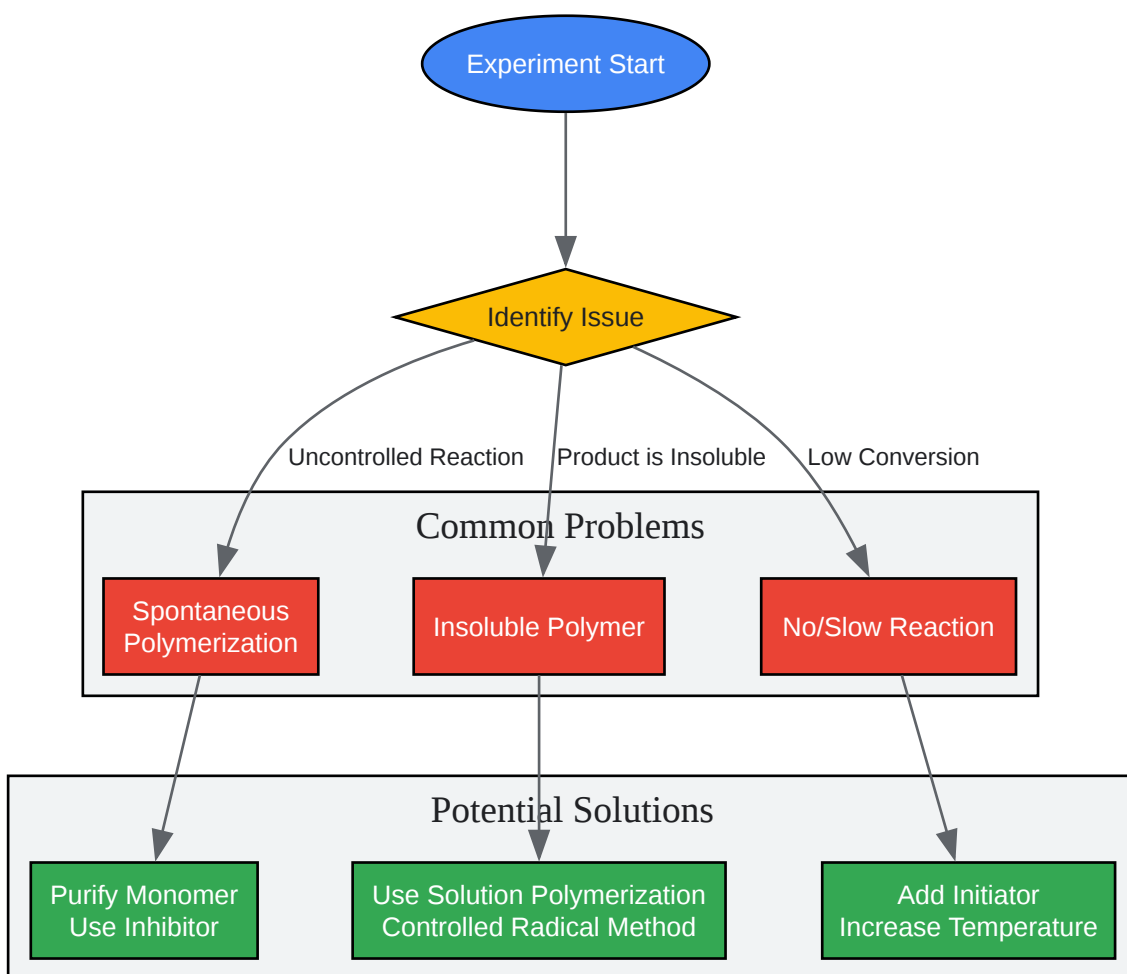 Experiment Start
Identify Issue
Uncontrolled Reaction
Product is Insoluble
Low Conversion
Common Problems
Spontaneous
Polymerization
Insoluble Polymer
No/Slow Reaction
Potential Solutions
Purify Monomer
Use Inhibitor
Use Solution Polymerization
Controlled Radical Method
Add Initiator
Increase Temperature